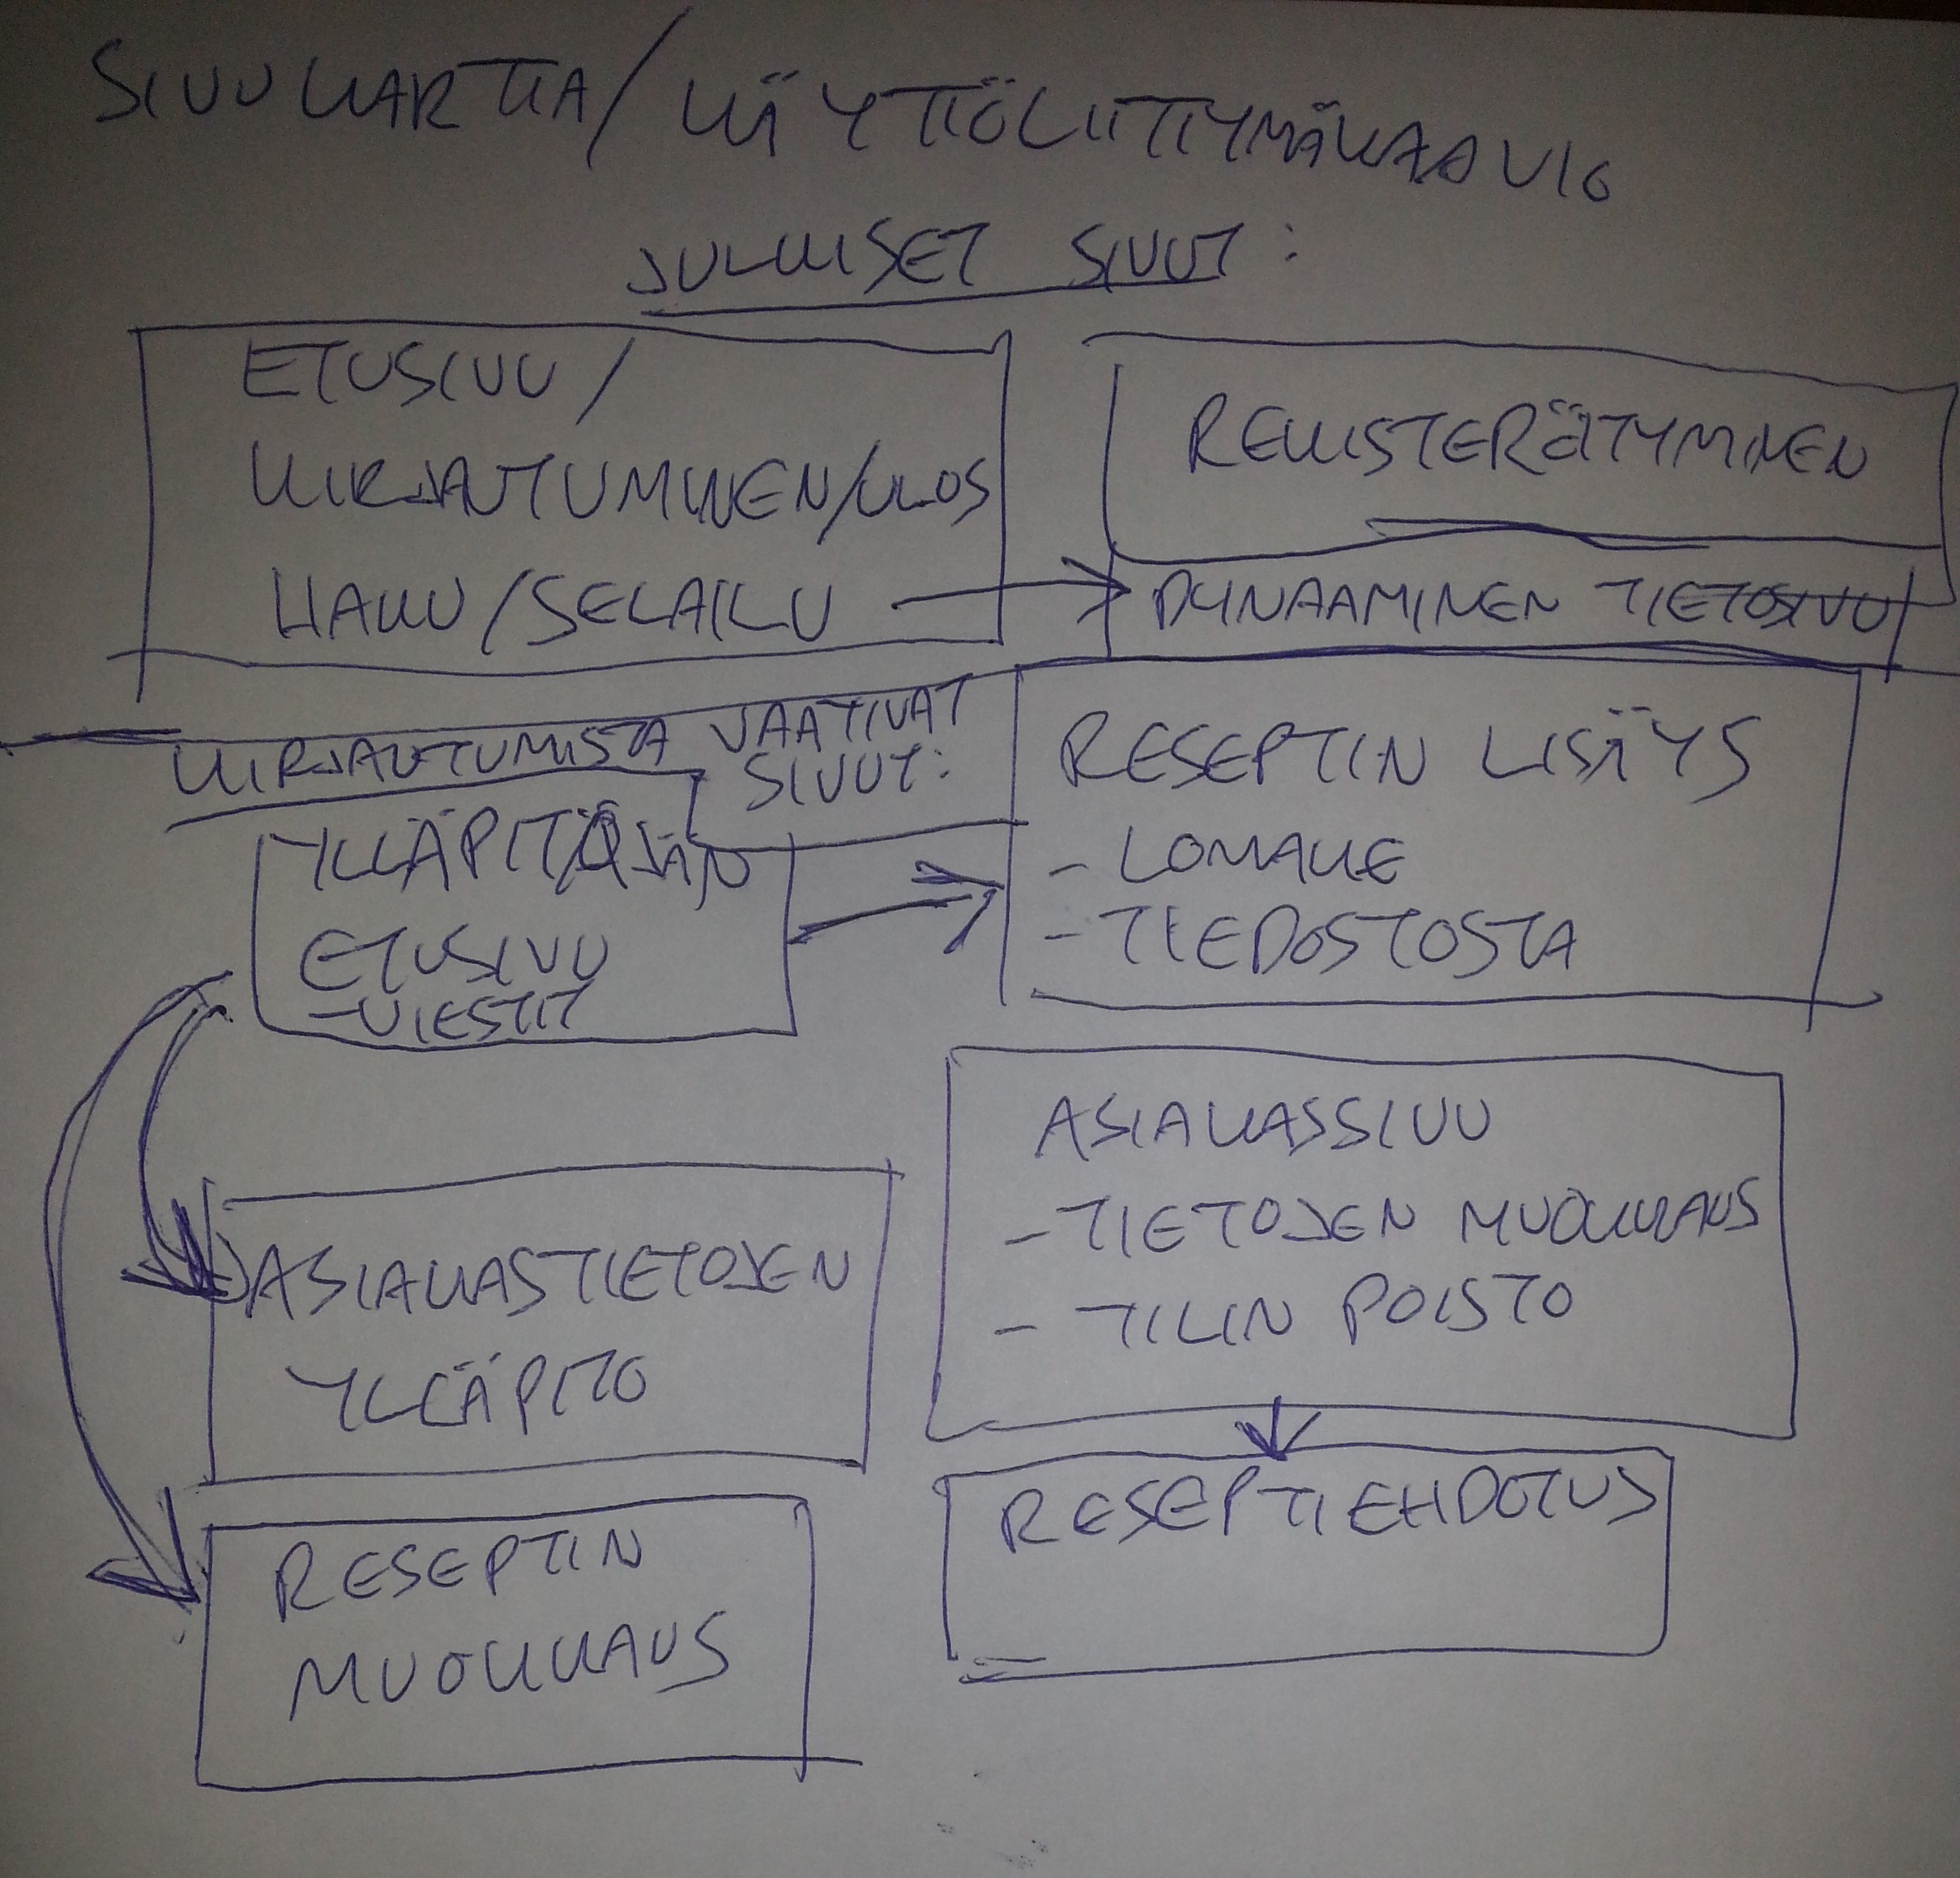 SIVUKARTTA/KÄYTTÖLIITTYMÄKAAVIO
JULKISET SIVUT:
ETUSIVU/
KIRJAUTUMINEN/ULOS
HAKU/SELAILU
REKISTERÖITYMINEN
DYNAAMINEN TIETOSIVU
KIRJAUTUMISTA VAATIVAT
SIVUT:
YLLÄPITÄJÄN
ETUSIVU
-VIESTIT
RESEPTIN LISÄYS
- LOMAKE
- TIEDOSTOSTA
ASIAKASSIVU
- TIETOJEN MUOKKAUS
- TILIN POISTO
ASIAKASTIETOJEN
YLLÄPITO
RESEPTIEHDOTUS
RESEPTIN
MUOKKAUS